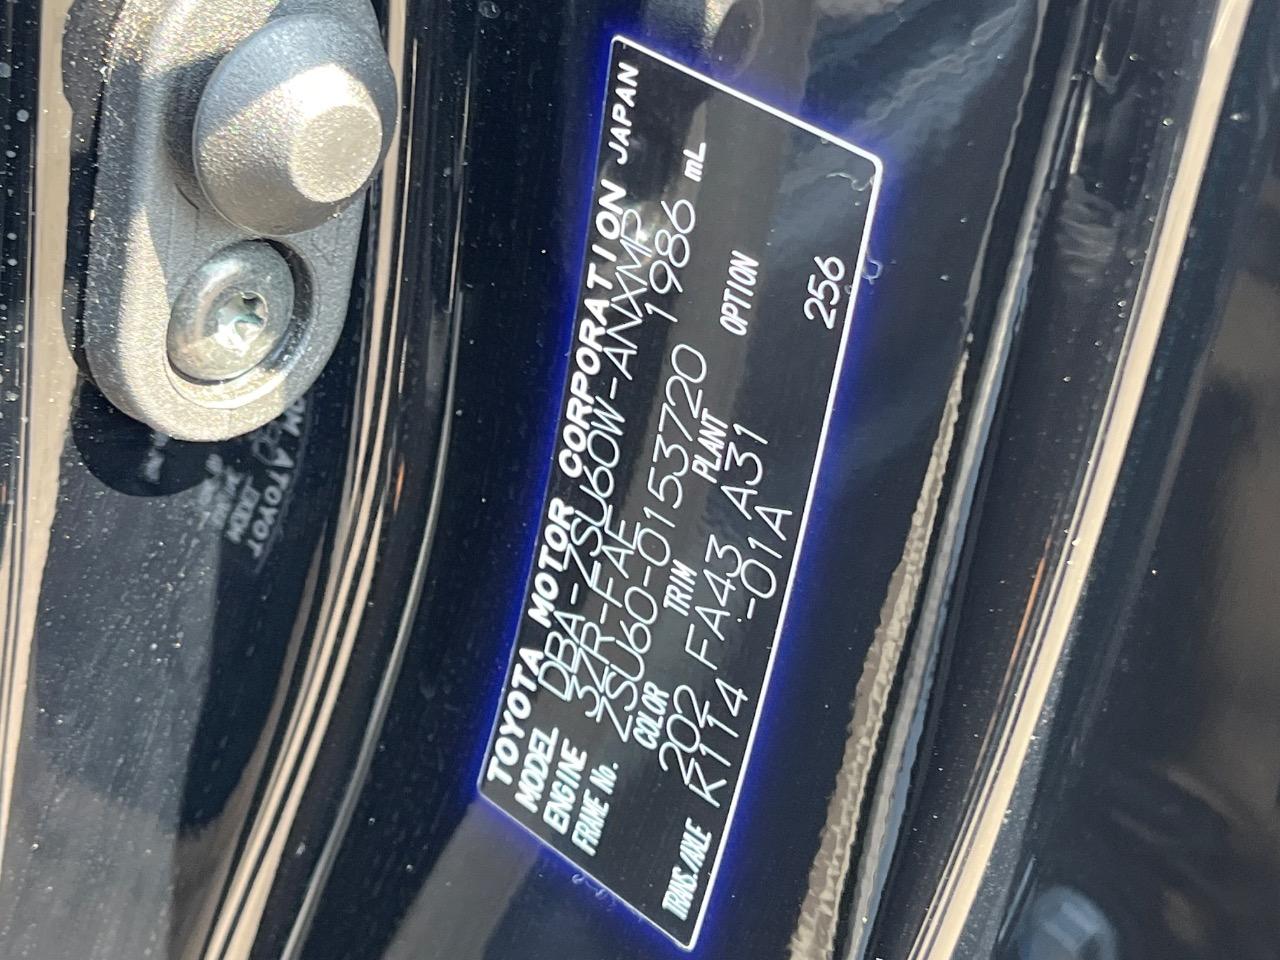 TOYOTA MOTOR CORPORATION JAPAN
MODEL DBA-ZSU60W-ANXMP
ENGINE 3ZR-FAE 1986 mL
FRAME No. ZSU60-0153720
COLOR TRIM PLANT OPTION
202 FA43 A31
TRANS./AXLE K114 -01A 256